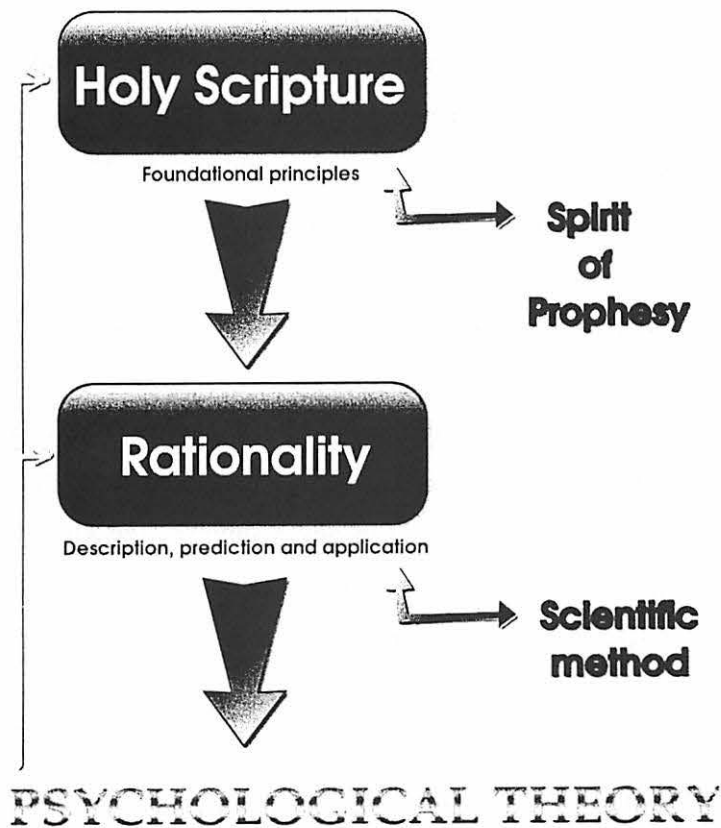 Holy Scripture
Foundational principles
Spirit
of
Prophesy
Rationality
Description, prediction and application
Scientific
method
PSYCHOLOGICAL THEORY